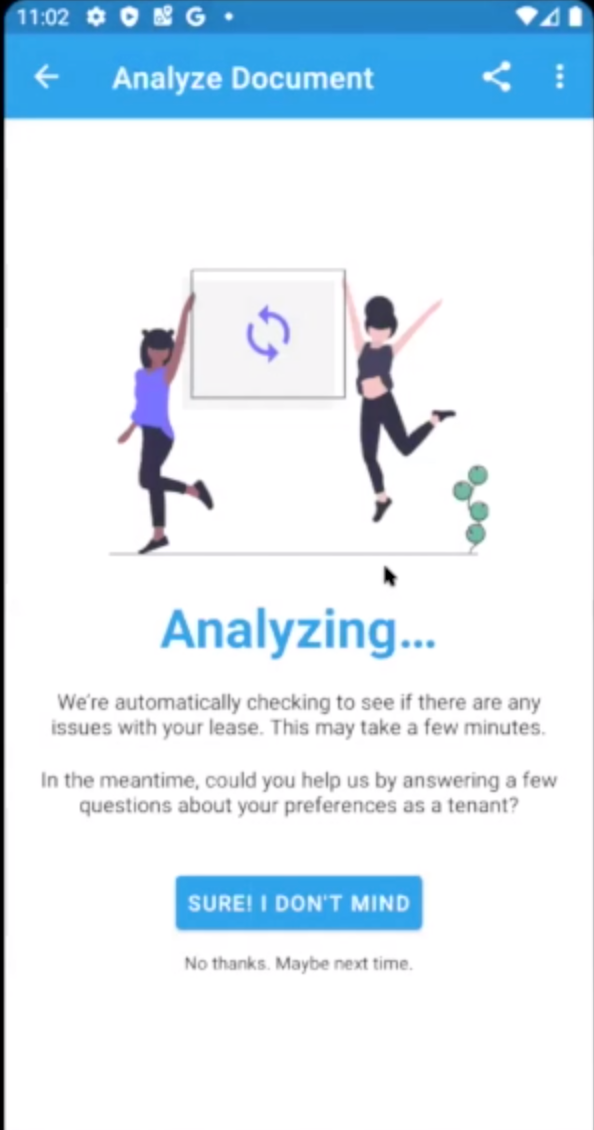 11:02
Analyze Document
Analyzing...
We're automatically checking to see if there are any
issues with your lease. This may take a few minutes.
In the meantime, could you help us by answering a few
questions about your preferences as a tenant?
SURE! I DON'T MIND
No thanks. Maybe next time.